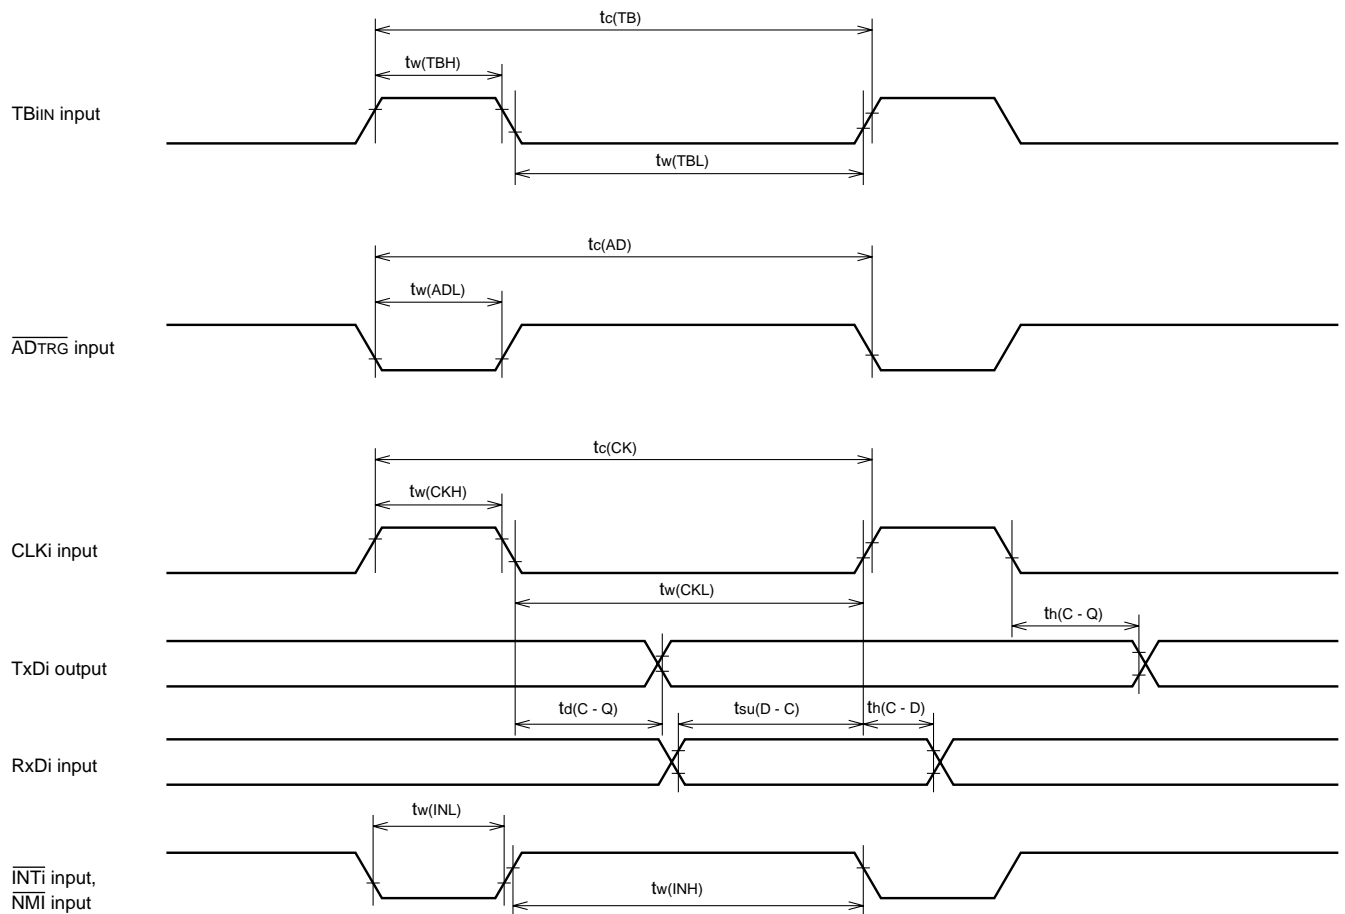 tc(TB)
tw(TBH)
TBiIN input
tw(TBL)
tc(AD)
tw(ADL)
ADTRG input
tc(CK)
tw(CKH)
CLKi input
tw(CKL)
th(C - Q)
TxDi output
td(C - Q)
tsu(D - C)
th(C - D)
RxDi input
tw(INL)
INTi input,
NMI input
tw(INH)